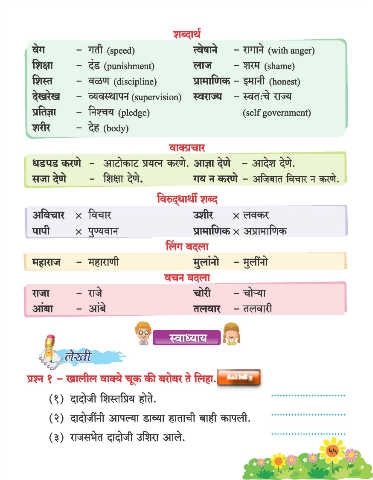 शब्दार्थ
वेग – गती (speed) त्वेषाने – रागाने (with anger)
शिक्षा – दंड (punishment) लाज – शरम (shame)
शिस्त – वळण (discipline) प्रामाणिक – इमानी (honest)
देखरेख – व्यवस्थापन (supervision) स्वराज्य – स्वतःचे राज्य
प्रतिज्ञा – निश्चय (pledge) (self government)
शरीर – देह (body)
वाक्प्रचार
धडपड करणे – आटोकाट प्रयत्न करणे. आज्ञा देणे – आदेश देणे.
सजा देणे – शिक्षा देणे. गय न करणे – अजिबात विचार न करणे.
विरुद्धार्थी शब्द
अविचार × विचार उशीर × लवकर
पापी × पुण्यवान प्रामाणिक × अप्रामाणिक
लिंग बदला
महाराज – महाराणी मुलांनो – मुलींनो
वचन बदला
राजा – राजे चोरी – चोऱ्या
आंबा – आंबे तलवार – तलवारी
स्वाध्याय
लेखी
प्रश्न १ – खालील वाक्ये चूक की बरोबर ते लिहा.
(१) दादोजी शिस्तप्रिय होते.
(२) दादोजींनी आपल्या डाव्या हाताची बाही कापली.
(३) राजसभेत दादोजी उशिरा आले.